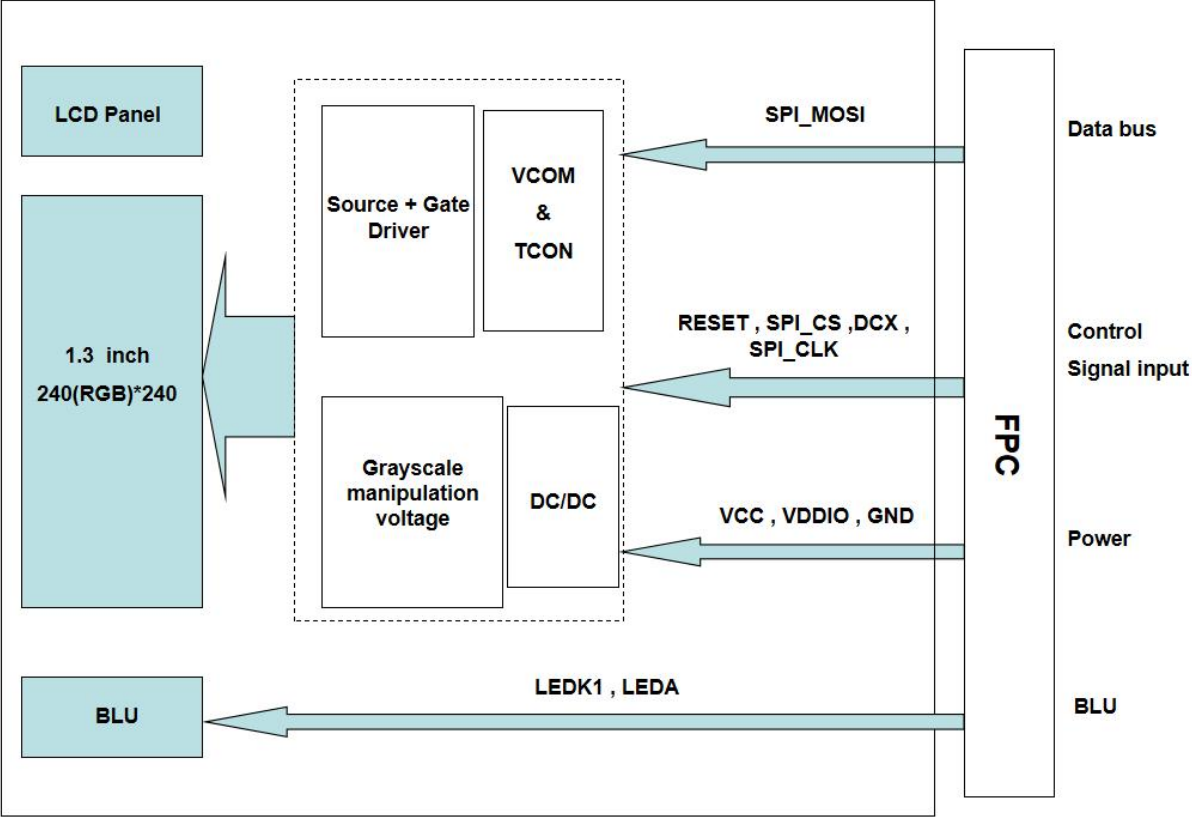 LCD Panel
1.3 inch
240(RGB)*240
BLU
Source + Gate
Driver
VCOM
&
TCON
Grayscale
manipulation
voltage
DC/DC
SPI_MOSI
RESET , SPI_CS ,DCX ,
SPI_CLK
VCC , VDDIO , GND
LEDK1 , LEDA
FPC
Data bus
Control
Signal input
Power
BLU